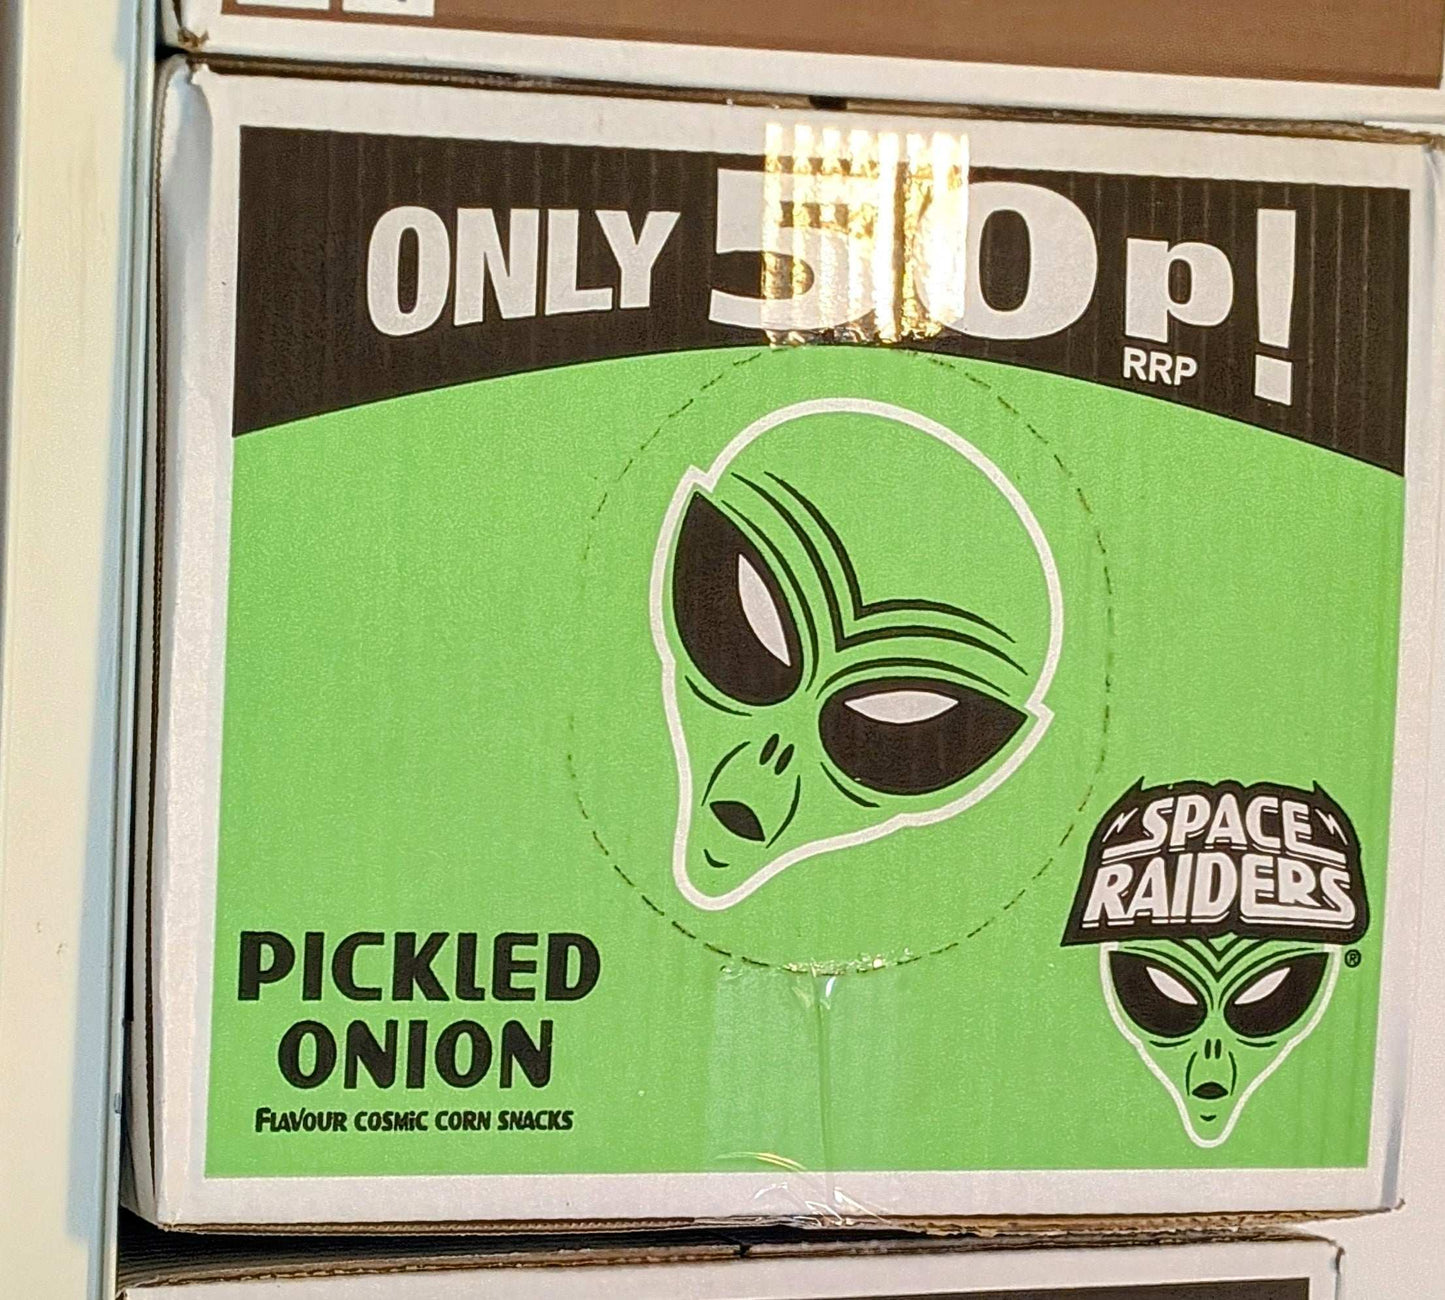 ONLY 50p!
RRP
SPACE
RAIDERS
®
PICKLED
ONION
FLAVOUR COSMiC CORN SNACKS